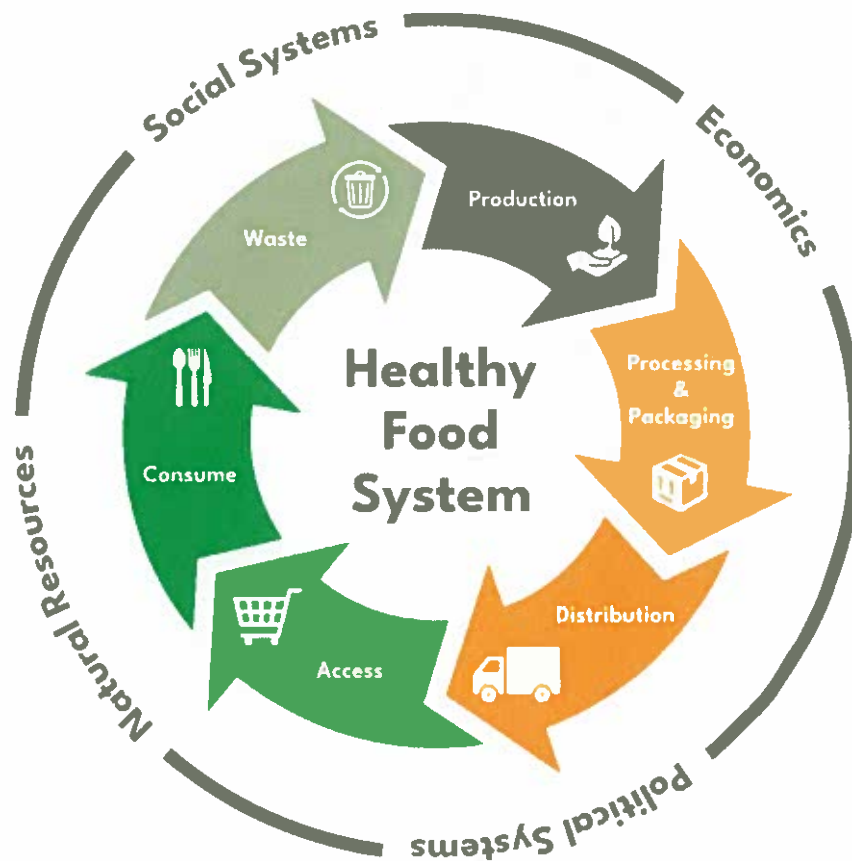 Social Systems
Economics
Waste
Production
Healthy
Food
System
Processing
&
Packaging
Consume
Distribution
Access
Natural Resources
Political Systems